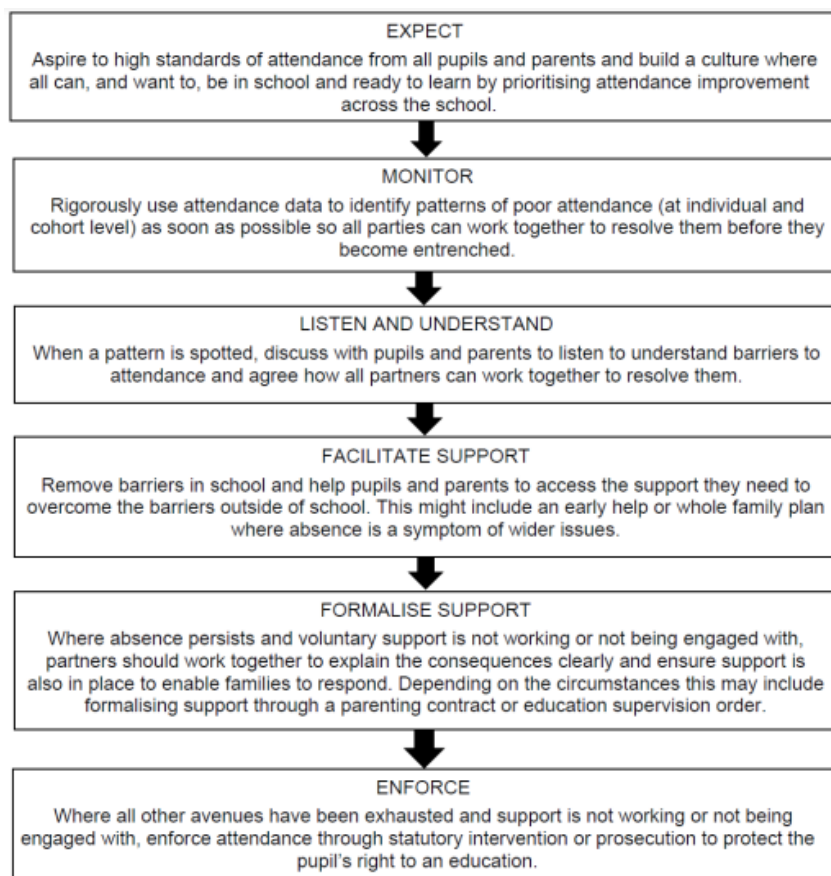 EXPECT
Aspire to high standards of attendance from all pupils and parents and build a culture where
all can, and want to, be in school and ready to learn by prioritising attendance improvement
across the school.
MONITOR
Rigorously use attendance data to identify patterns of poor attendance (at individual and
cohort level) as soon as possible so all parties can work together to resolve them before they
become entrenched.
LISTEN AND UNDERSTAND
When a pattern is spotted, discuss with pupils and parents to listen to understand barriers to
attendance and agree how all partners can work together to resolve them.
FACILITATE SUPPORT
Remove barriers in school and help pupils and parents to access the support they need to
overcome the barriers outside of school. This might include an early help or whole family plan
where absence is a symptom of wider issues.
FORMALISE SUPPORT
Where absence persists and voluntary support is not working or not being engaged with,
partners should work together to explain the consequences clearly and ensure support is
also in place to enable families to respond. Depending on the circumstances this may include
formalising support through a parenting contract or education supervision order.
ENFORCE
Where all other avenues have been exhausted and support is not working or not being
engaged with, enforce attendance through statutory intervention or prosecution to protect the
pupil's right to an education.